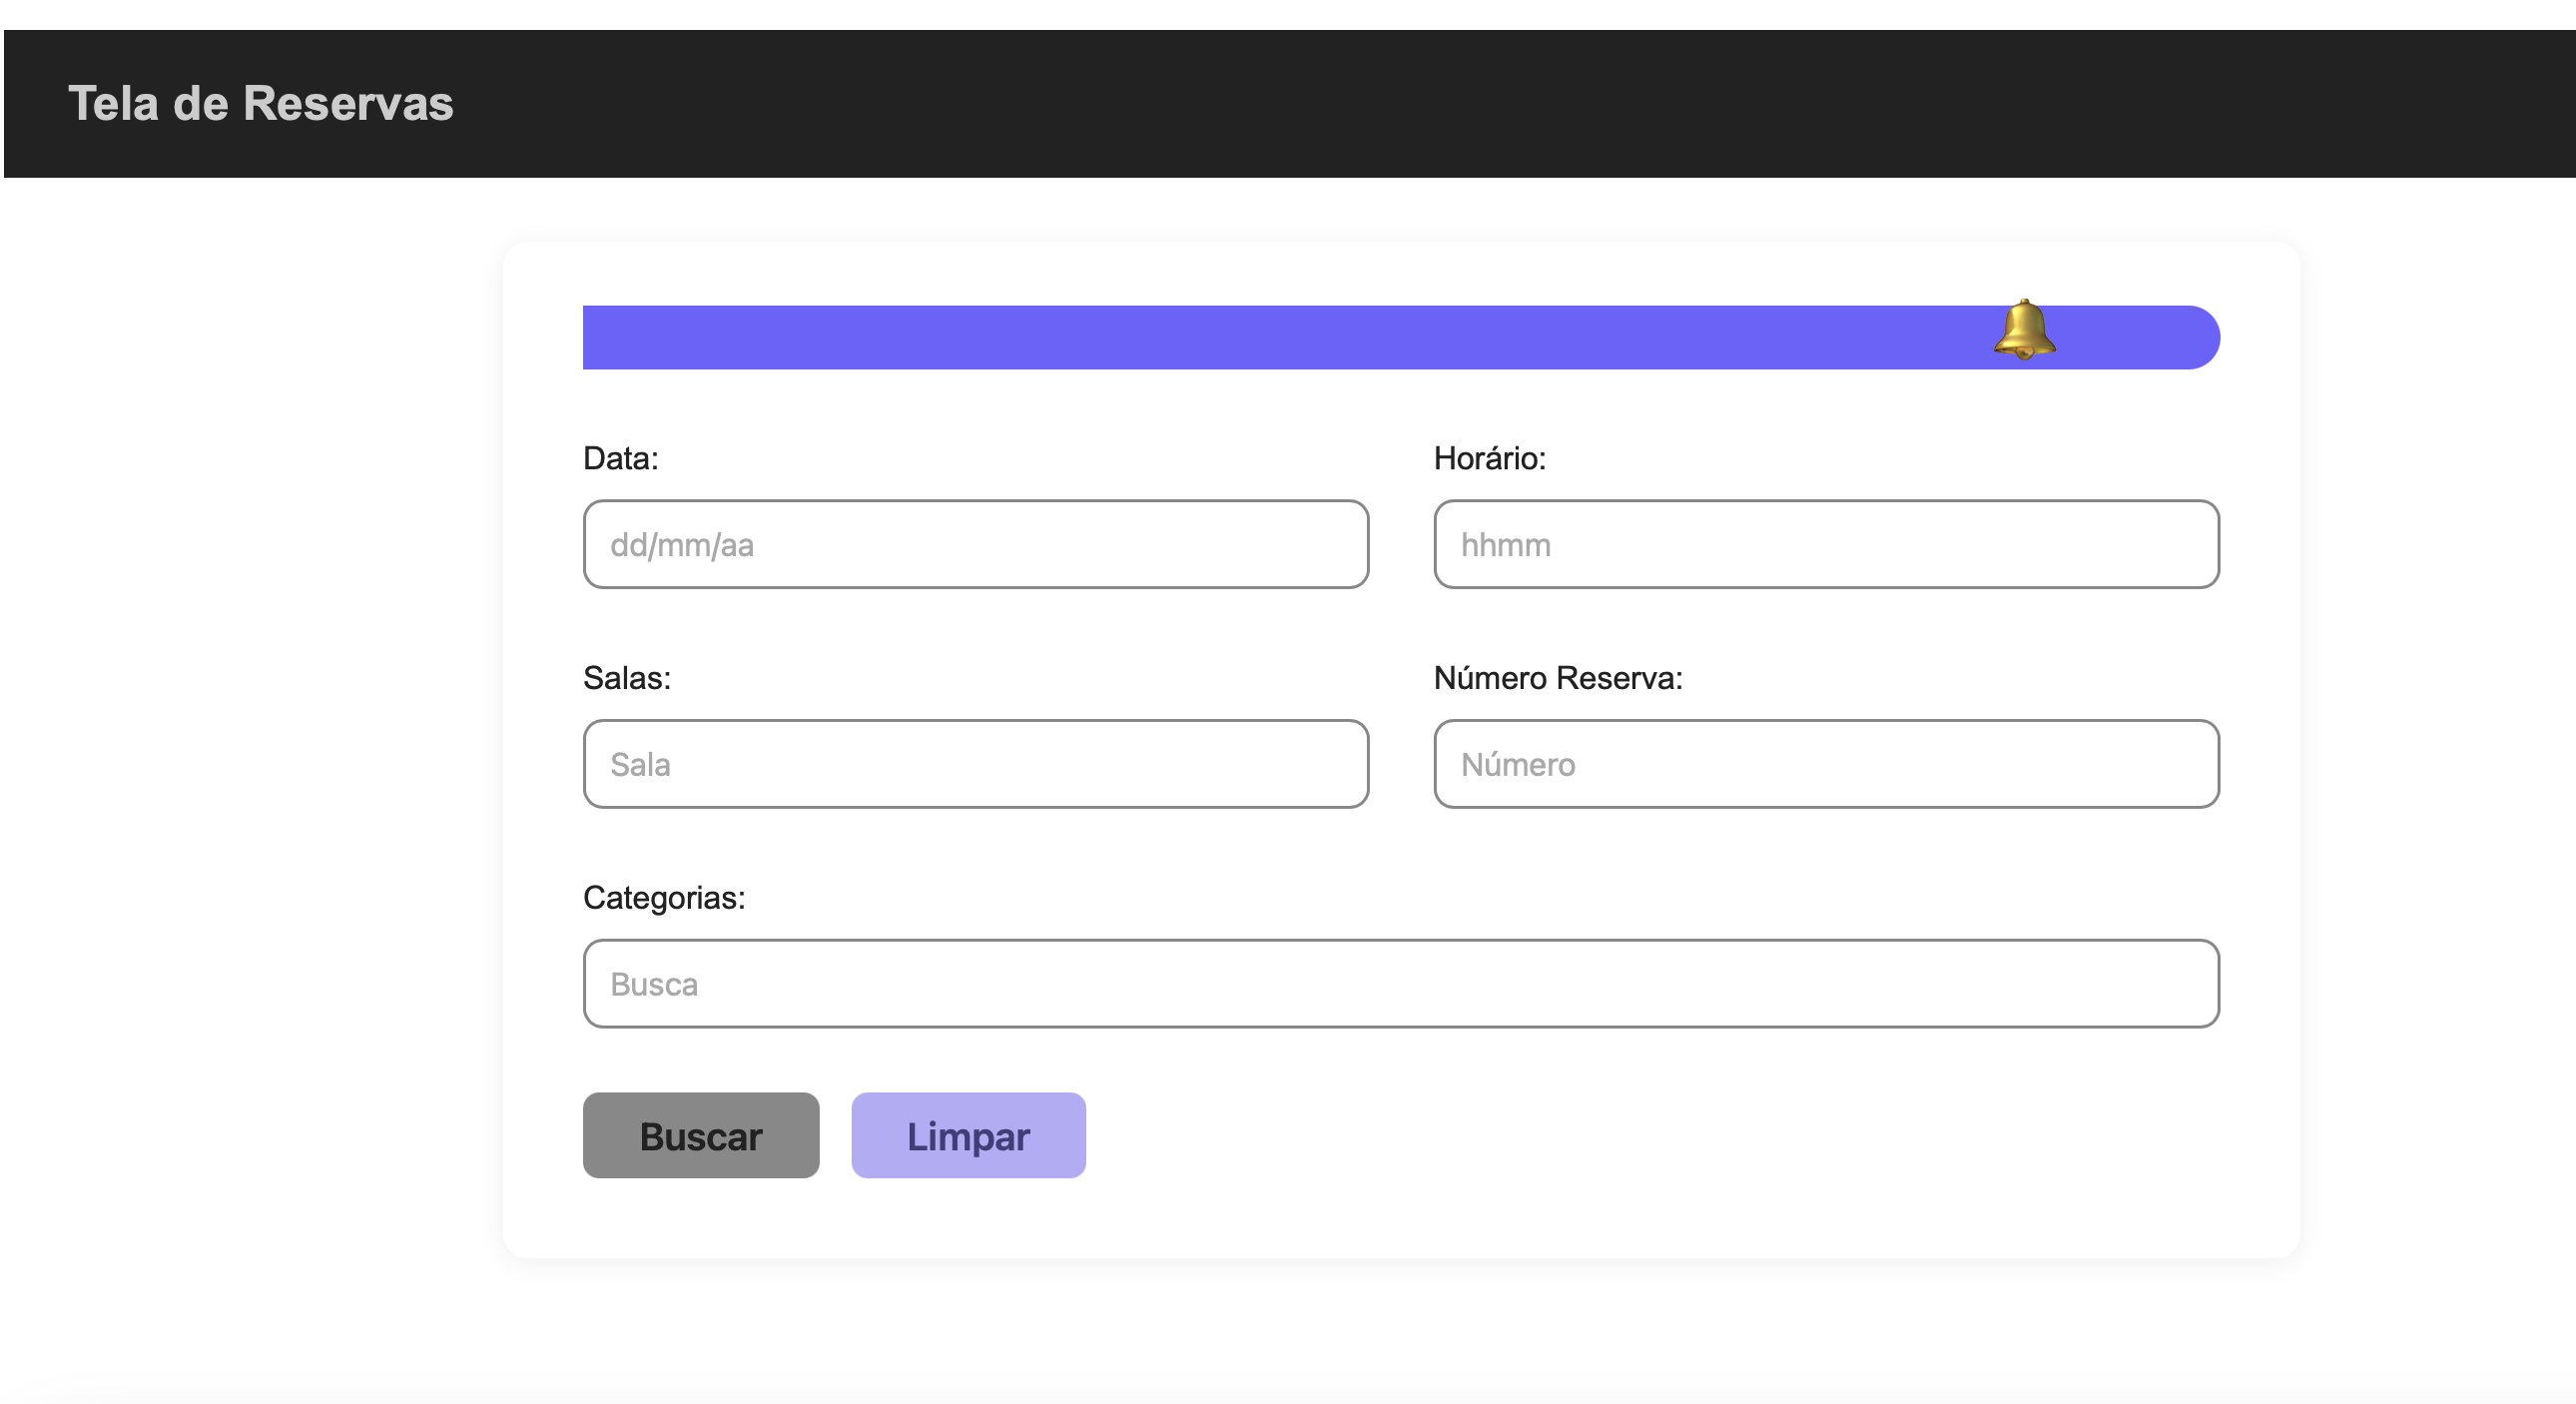 Tela de Reservas
Data:
Horário:
dd/mm/aa
hhmm
Salas:
Número Reserva:
Sala
Número
Categorias:
Busca
Buscar
Limpar